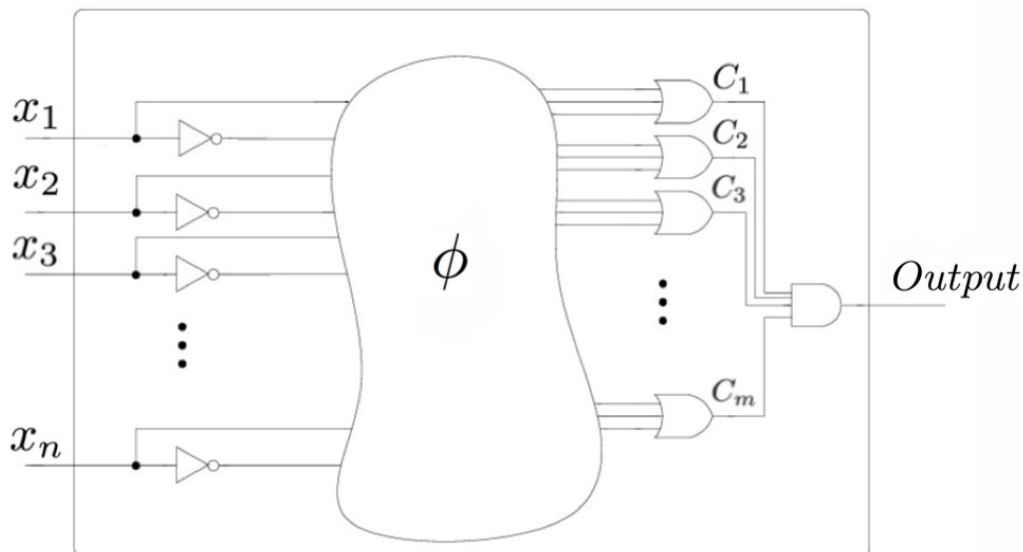 x₁
C₁
C₂
x₂
C₃
x₃
ϕ
Output
Cₘ
xₙ